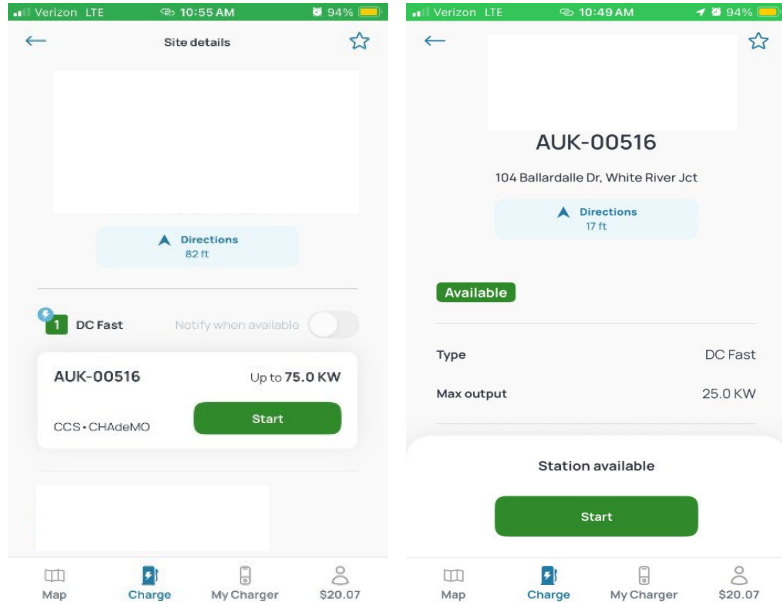 Verizon LTE 10:55 AM 94%
Site details
Directions
82 ft
1 DC Fast Notify when available
AUK-00516 Up to 75.0 KW
CCS • CHAdeMO Start
Map Charge My Charger $20.07
Verizon LTE 10:49 AM 94%
AUK-00516
104 Ballardalle Dr, White River Jct
Directions
17 ft
Available
Type DC Fast
Max output 25.0 KW
Station available
Start
Map Charge My Charger $20.07